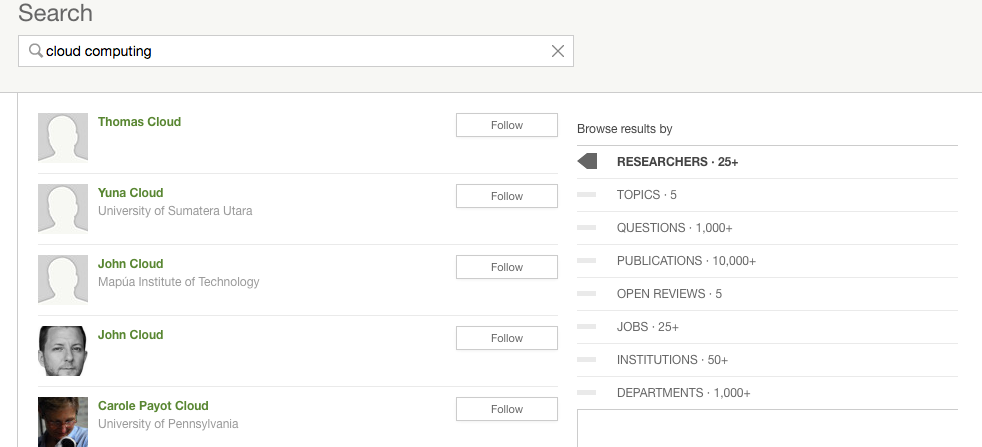 Search
cloud computing
Thomas Cloud
Follow
Yuna Cloud
University of Sumatera Utara
Follow
John Cloud
Mapúa Institute of Technology
Follow
John Cloud
Follow
Carole Payot Cloud
University of Pennsylvania
Follow
Browse results by
RESEARCHERS · 25+
TOPICS · 5
QUESTIONS · 1,000+
PUBLICATIONS · 10,000+
OPEN REVIEWS · 5
JOBS · 25+
INSTITUTIONS · 50+
DEPARTMENTS · 1,000+